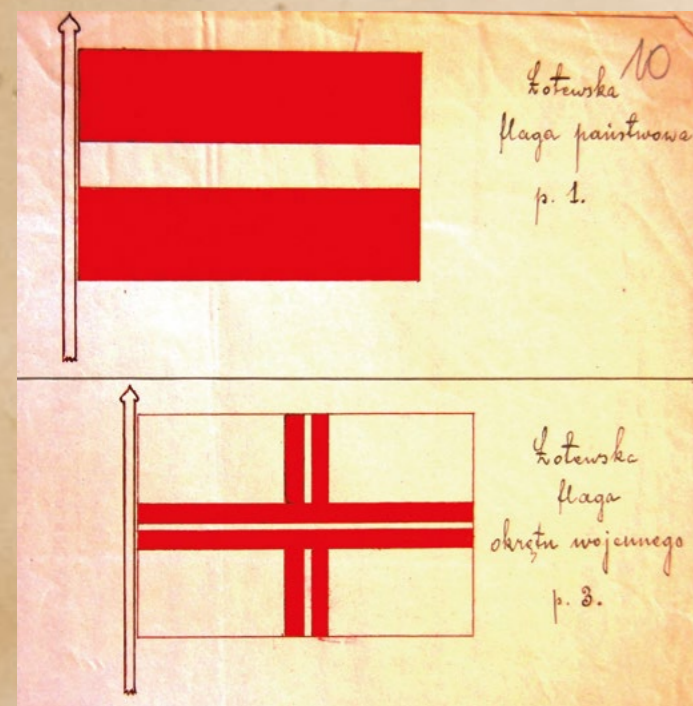 10
Łotewska
flaga państwowa
p. 1.
Łotewska
flaga
okrętu wojennego
p. 3.